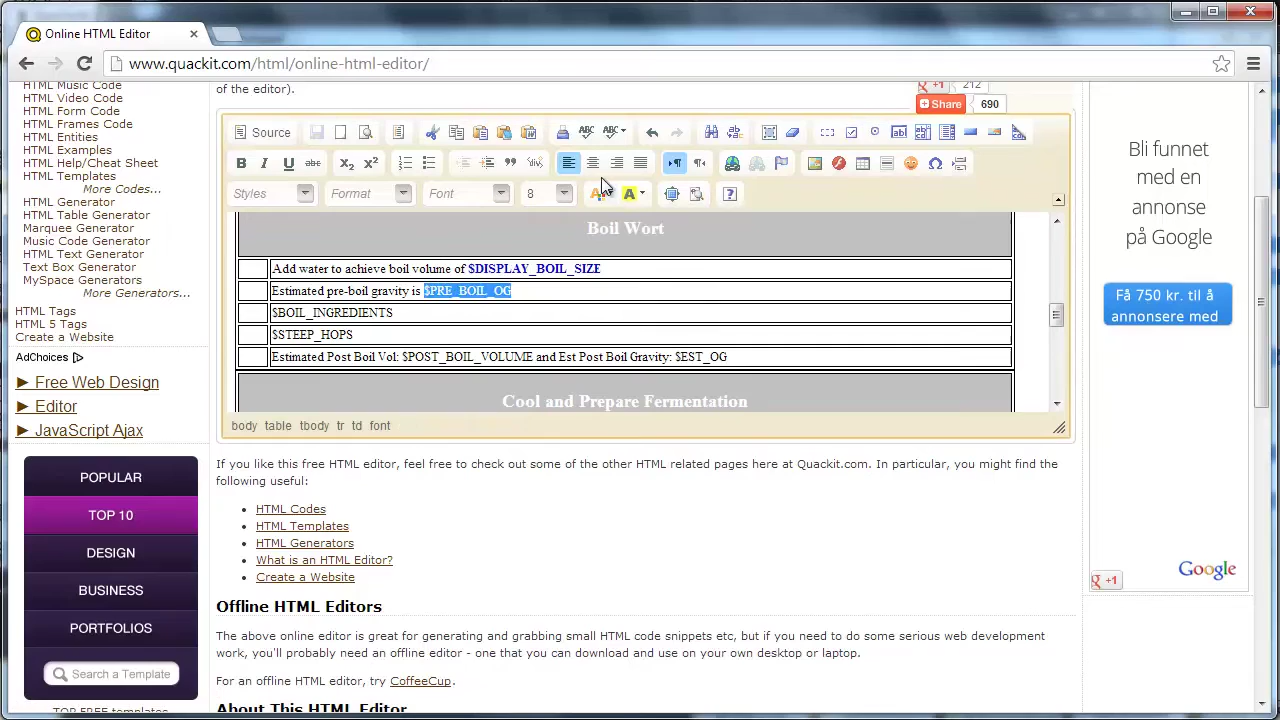 Online HTML Editor
www.quackit.com/html/online-html-editor/
HTML Music Code
HTML Video Code
HTML Form Code
HTML Frames Code
HTML Entities
HTML Examples
HTML Help/Cheat Sheet
HTML Templates
More Codes...
HTML Generator
HTML Table Generator
Marquee Generator
Music Code Generator
HTML Text Generator
Text Box Generator
MySpace Generators
More Generators...
HTML Tags
HTML 5 Tags
Create a Website
AdChoices
► Free Web Design
► Editor
► JavaScript Ajax
POPULAR
TOP 10
DESIGN
BUSINESS
PORTFOLIOS
Search a Template
TOP FREE templates
of the editor).
+1 212
Share 690
Source
Styles Format Font 8
Boil Wort
Add water to achieve boil volume of $DISPLAY_BOIL_SIZE
Estimated pre-boil gravity is $PRE_BOIL_OG
$BOIL_INGREDIENTS
$STEEP_HOPS
Estimated Post Boil Vol: $POST_BOIL_VOLUME and Est Post Boil Gravity: $EST_OG
Cool and Prepare Fermentation
body table tbody tr td font
If you like this free HTML editor, feel free to check out some of the other HTML related pages here at Quackit.com. In particular, you might find the
following useful:
HTML Codes
HTML Templates
HTML Generators
What is an HTML Editor?
Create a Website
Offline HTML Editors
The above online editor is great for generating and grabbing small HTML code snippets etc, but if you need to do some serious web development
work, you'll probably need an offline editor - one that you can download and use on your own desktop or laptop.
For an offline HTML editor, try CoffeeCup.
About This HTML Editor
Bli funnet
med en
annonse
på Google
Få 750 kr. til å
annonsere med
Google
+1